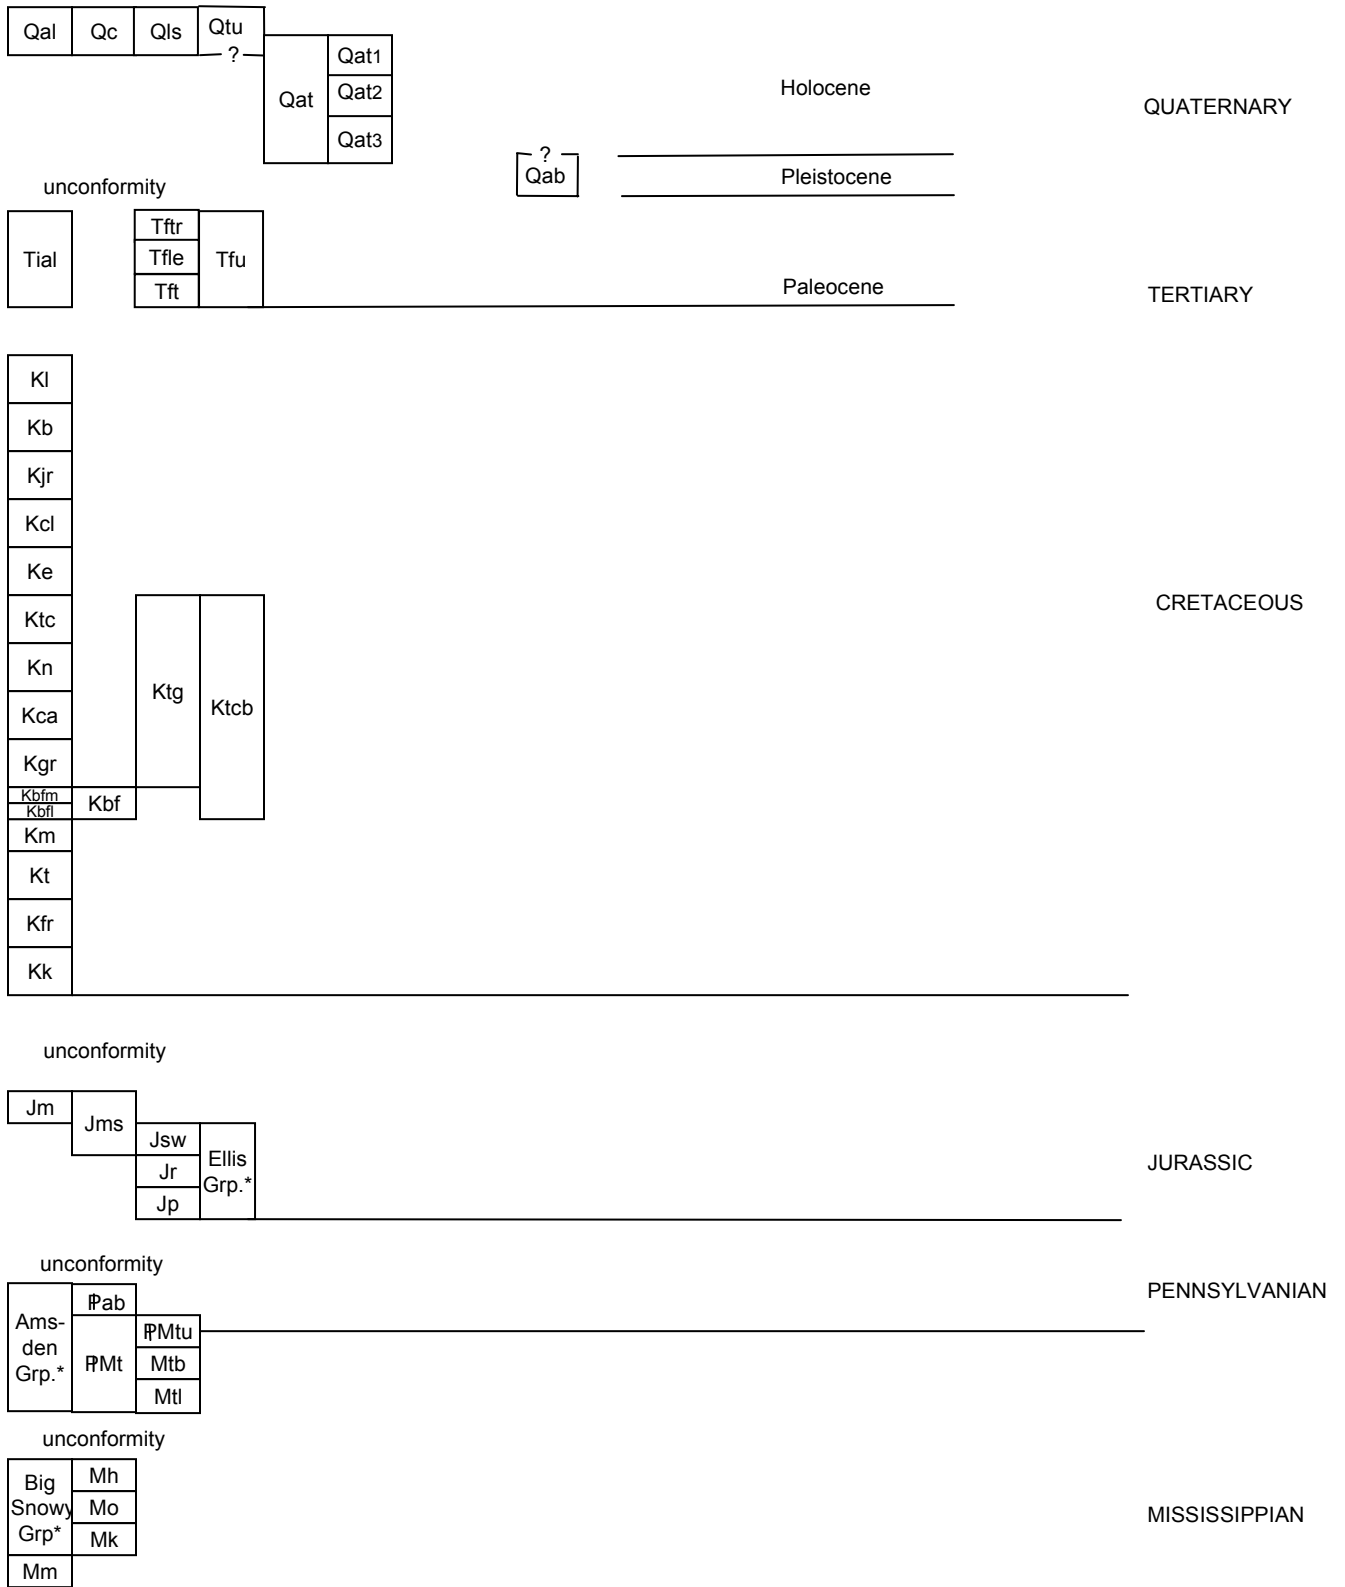 Qal Qc Qls Qtu
?
Qat1
Qat Qat2
Qat3
Holocene
QUATERNARY
?
Qab
Pleistocene
unconformity
Tftr
Tial Tfle Tfu
Tft
Paleocene
TERTIARY
Kl
Kb
Kjr
Kcl
Ke
Ktc
Kn
Kca
Kgr
Kbfm
Kbfl
Kbf
Ktg
Ktcb
CRETACEOUS
Km
Kt
Kfr
Kk
unconformity
Jm
Jms
Jsw
Jr
Jp
Ellis
Grp.*
JURASSIC
unconformity
Ams-
den
Grp.*
ℙab
ℙMt
ℙMtu
Mtb
Mtl
PENNSYLVANIAN
unconformity
Big
Snowy
Grp*
Mh
Mo
Mk
Mm
MISSISSIPPIAN